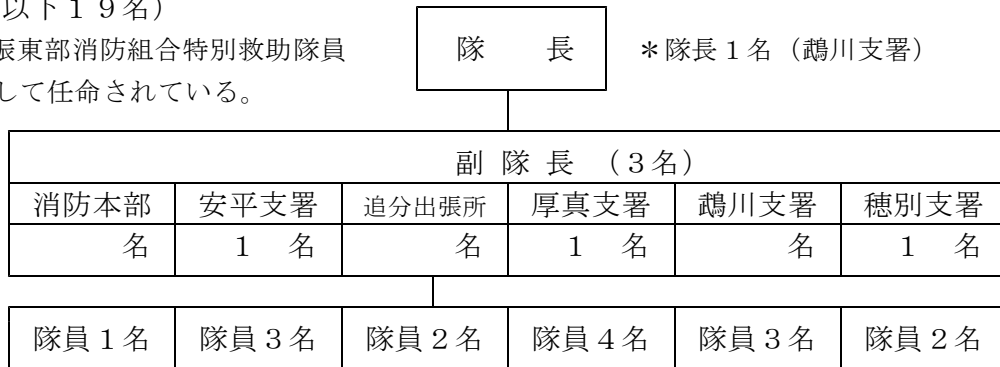 以下19名)
振東部消防組合特別救助隊員
して任命されている。
隊 長
*隊長1名(鵡川支署)
副 隊 長 (3名)
消防本部 安平支署 追分出張所 厚真支署 鵡川支署 穂別支署
名 1 名 名 1 名 名 1 名
隊員1名 隊員3名 隊員2名 隊員4名 隊員3名 隊員2名